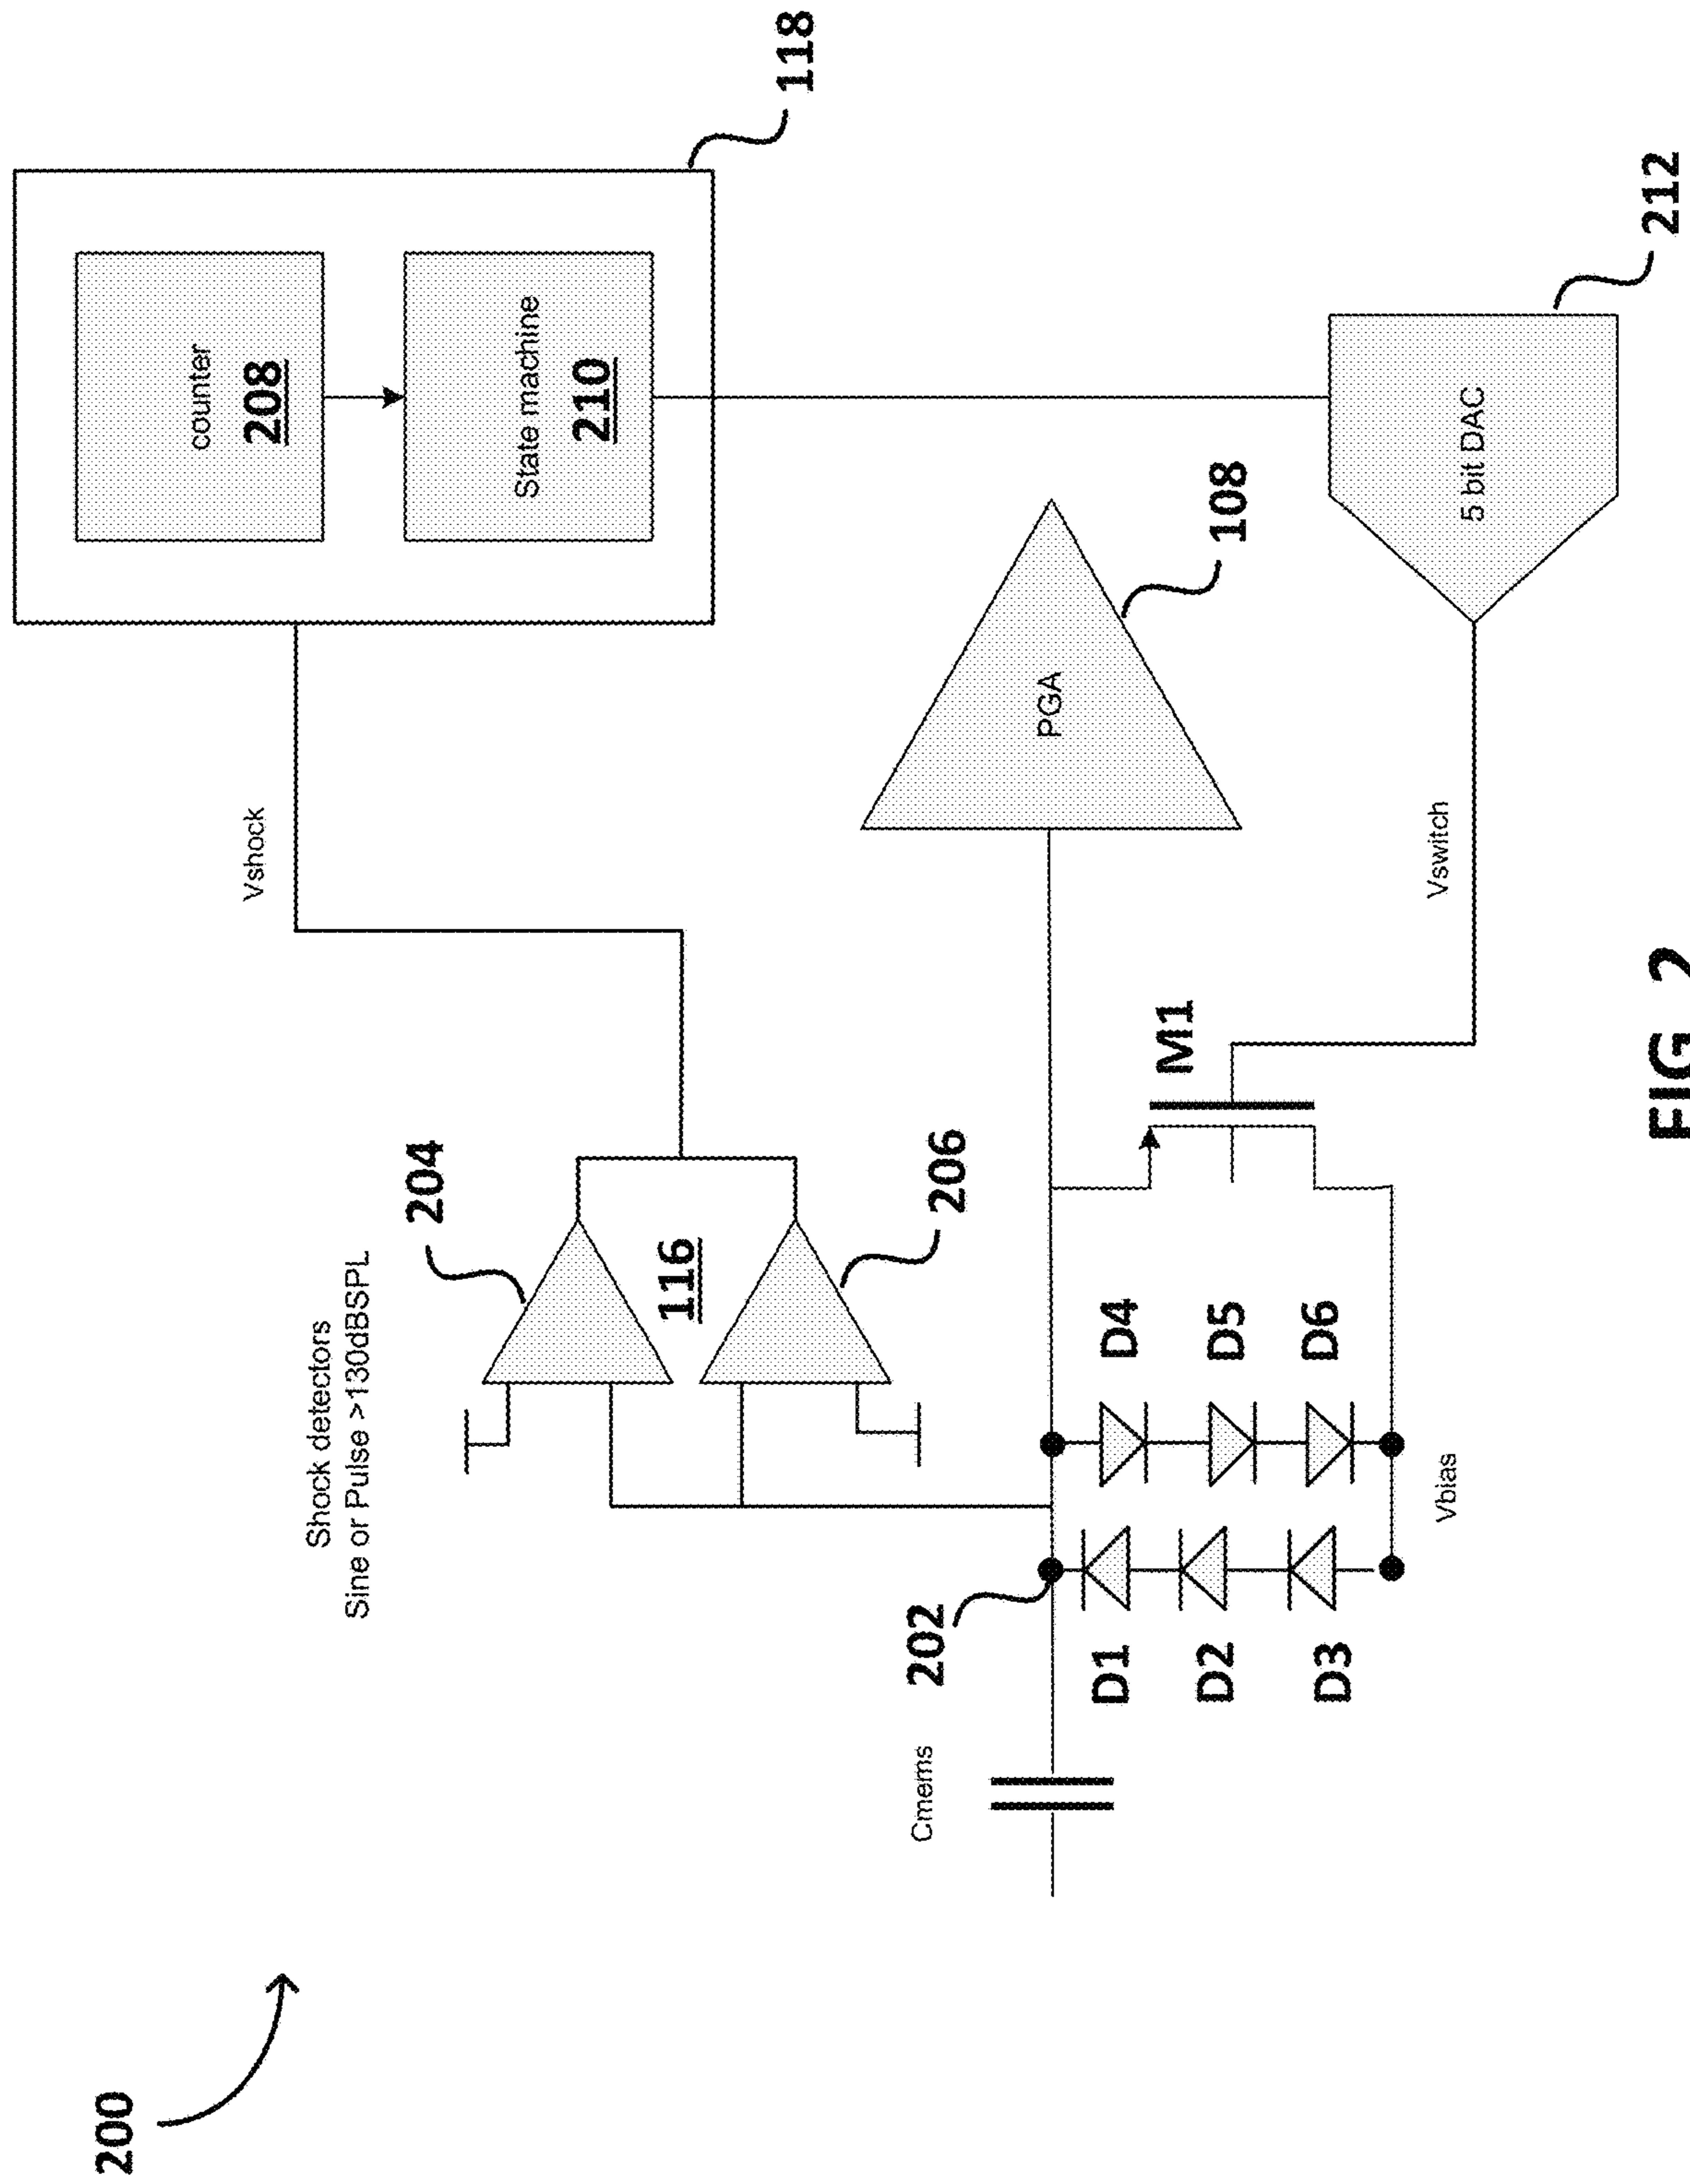 200
Shock detectors
Sine or Pulse >130dBSPL
204
116
206
Vshock
counter
208
State machine
210
118
Cmems
202
D1
D2
D3
D4
D5
D6
Vbias
M1
PGA
108
Vswitch
5 bit DAC
212
FIG. 2